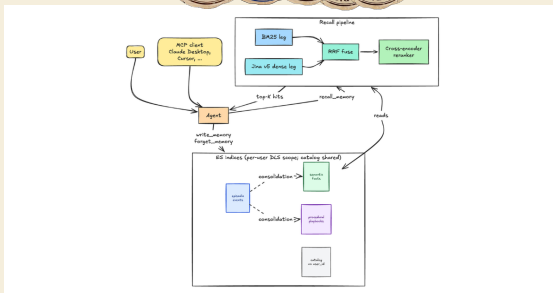 Recall pipeline
BM25 leg
Jina v5 dense leg
RRF fuse
Cross-encoder
reranker
User
MCP client
Claude Desktop,
Cursor, ...
top-k hits
recall_memory
agent
reads
write_memory
forget_memory
ES indices (per-user DLS scope; catalog shared)
consolidation
semantic
facts
episodic
events
consolidation
procedural
playbooks
catalog
no user_id